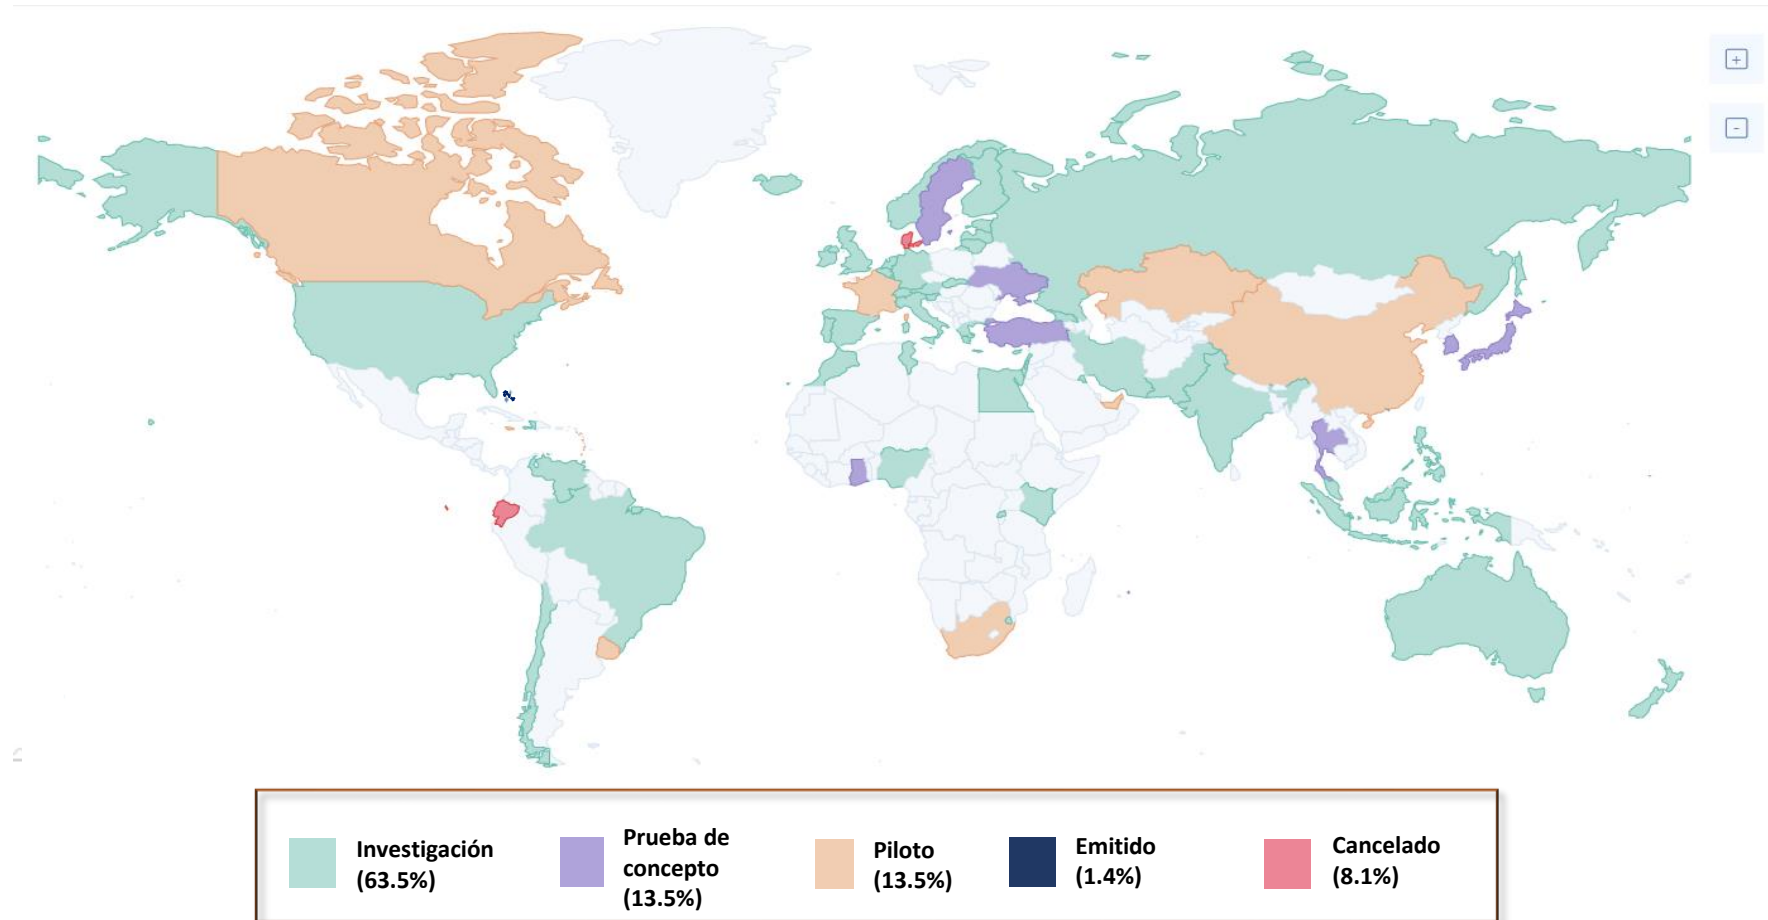 +
-
Investigación
(63.5%)
Prueba de
concepto
(13.5%)
Piloto
(13.5%)
Emitido
(1.4%)
Cancelado
(8.1%)